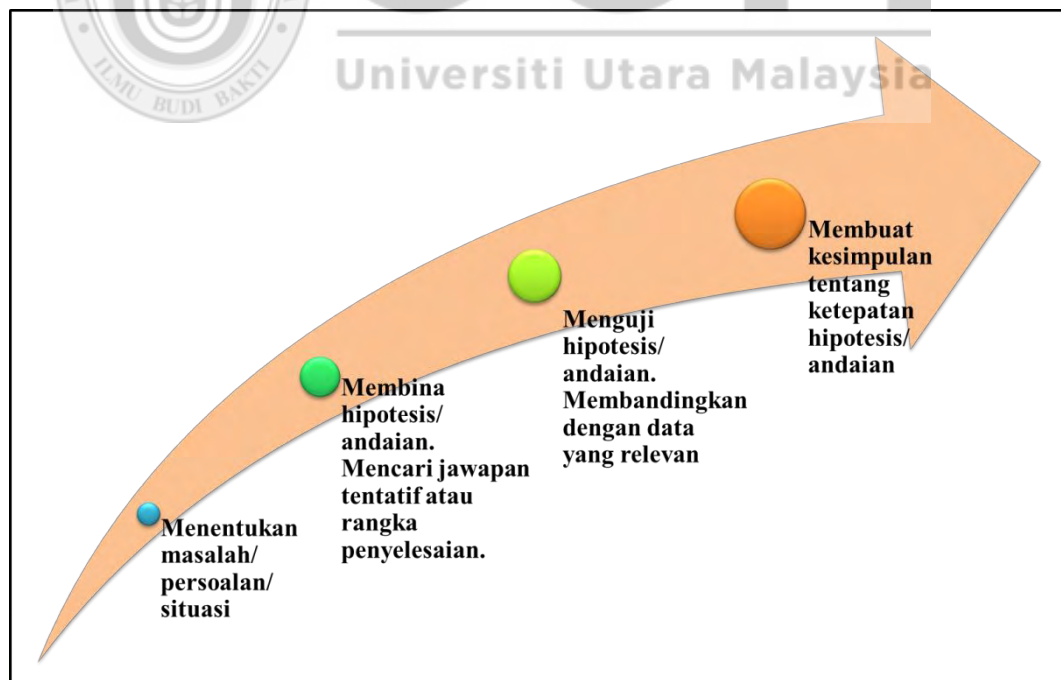 ILMU BUDI BAKTI
Universiti Utara Malaysia
Menentukan
masalah/
persoalan/
situasi
Membina
hipotesis/
andaian.
Mencari jawapan
tentatif atau
rangka
penyelesaian.
Menguji
hipotesis/
andaian.
Membandingkan
dengan data
yang relevan
Membuat
kesimpulan
tentang
ketepatan
hipotesis/
andaian